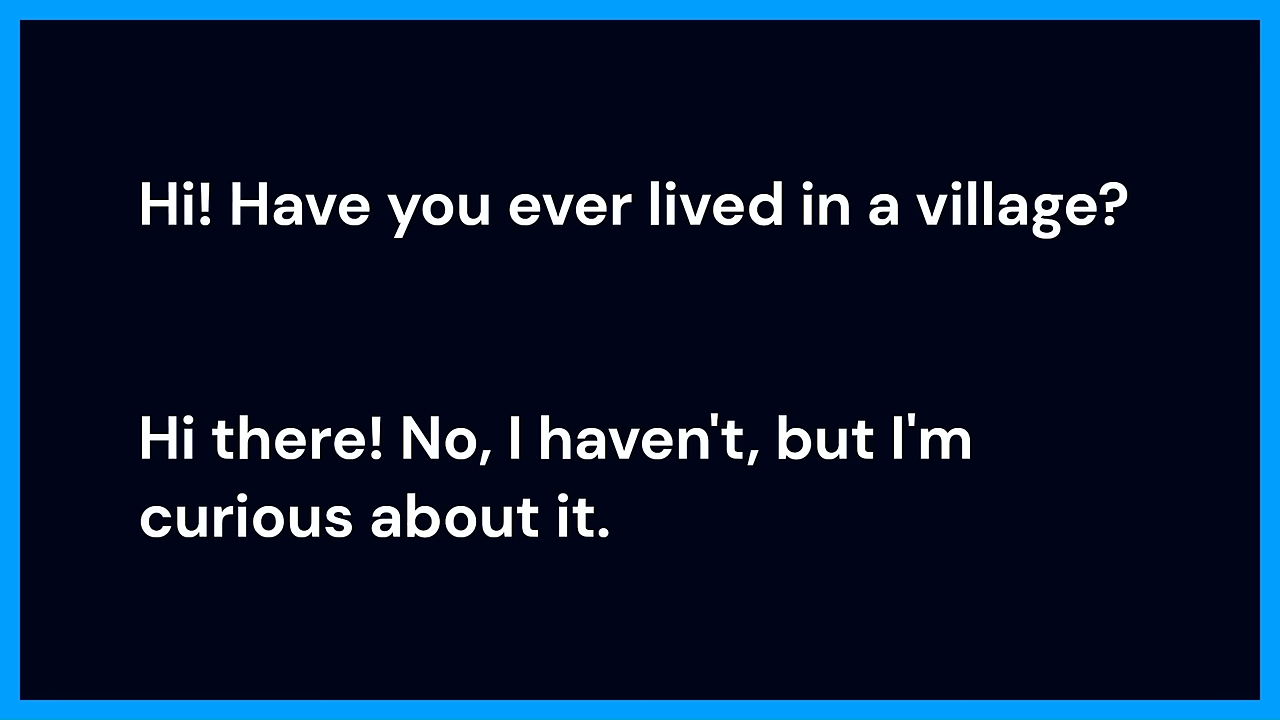 Hi! Have you ever lived in a village?
Hi there! No, I haven't, but I'm
curious about it.